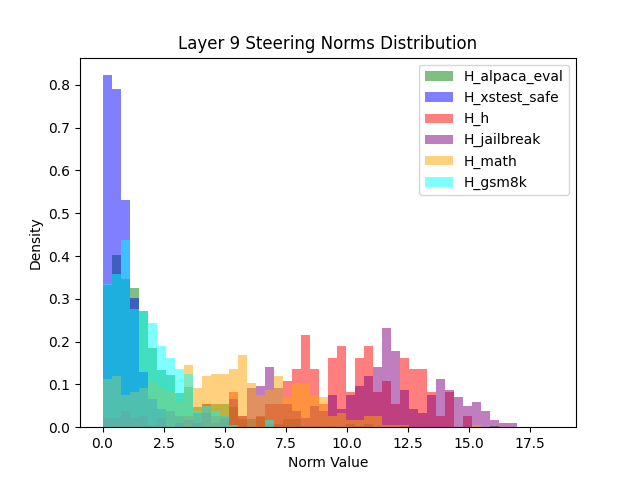 Layer 9 Steering Norms Distribution
H_alpaca_eval
H_xstest_safe
H_h
H_jailbreak
H_math
H_gsm8k
Density
0.8
0.7
0.6
0.5
0.4
0.3
0.2
0.1
0.0
0.0 2.5 5.0 7.5 10.0 12.5 15.0 17.5
Norm Value